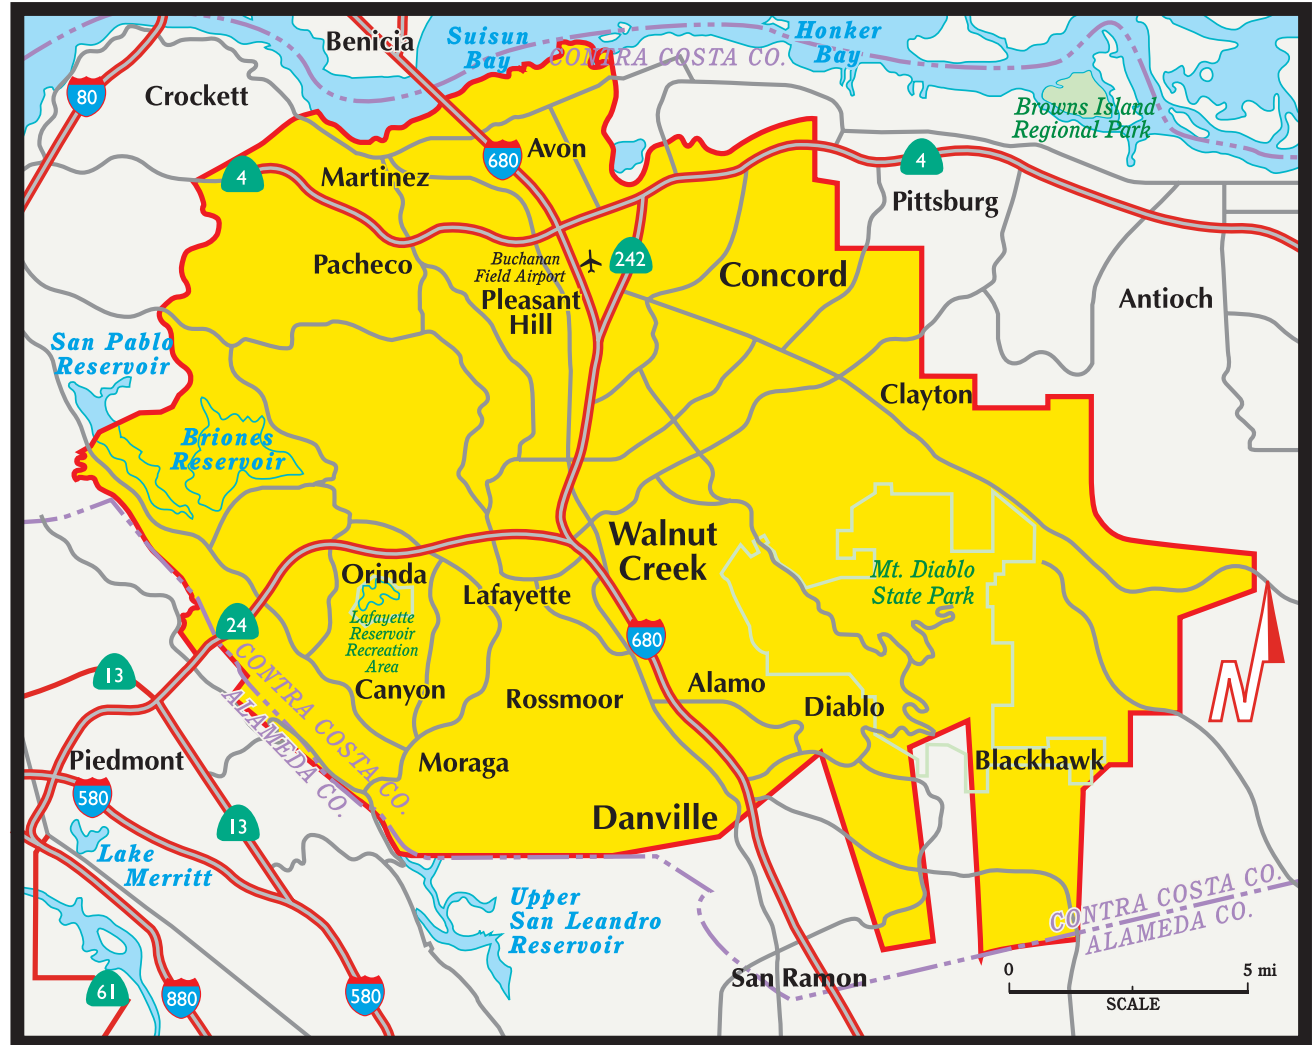 Benicia
Suisun
Bay
CONTRA COSTA CO.
Honker
Bay
80
Crockett
Browns Island
Regional Park
4
Martinez
680
Avon
4
Pittsburg
Pacheco
Buchanan
Field Airport
242
Concord
Pleasant
Hill
Antioch
San Pablo
Reservoir
Clayton
Briones
Reservoir
Walnut
Creek
Orinda
Mt. Diablo
State Park
Lafayette
Lafayette
Reservoir
Recreation
Area
24
680
13
CONTRA COSTA CO.
ALAMEDA CO.
Canyon
Rossmoor
Alamo
Diablo
N
Piedmont
Moraga
Blackhawk
580
13
Danville
Lake
Merritt
Upper
San Leandro
Reservoir
CONTRA COSTA CO.
ALAMEDA CO.
San Ramon
61
880
580
0 5 mi
SCALE